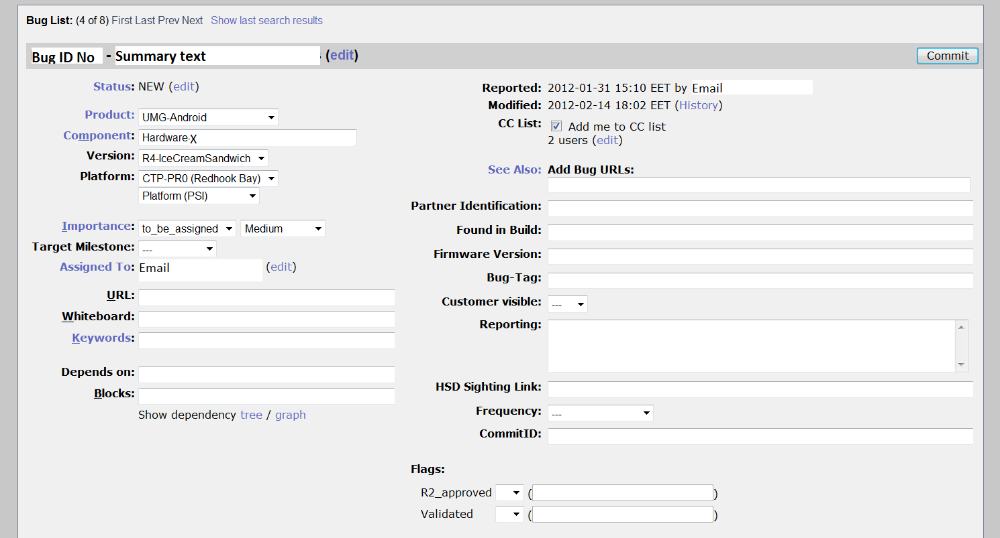 Bug List: (4 of 8) First Last Prev Next Show last search results
Bug ID No - Summary text (edit)
Commit
Status: NEW (edit)
Product: UMG-Android
Component: Hardware-X
Version: R4-IceCreamSandwich
Platform: CTP-PR0 (Redhook Bay)
Platform (PSI)
Importance: to_be_assigned Medium
Target Milestone: ---
Assigned To: Email (edit)
URL:
Whiteboard:
Keywords:
Depends on:
Blocks:
Show dependency tree / graph
Reported: 2012-01-31 15:10 EET by Email
Modified: 2012-02-14 18:02 EET (History)
CC List: Add me to CC list
2 users (edit)
See Also: Add Bug URLs:
Partner Identification:
Found in Build:
Firmware Version:
Bug-Tag:
Customer visible: ---
Reporting:
HSD Sighting Link:
Frequency: ---
CommitID:
Flags:
R2_approved ( )
Validated ( )